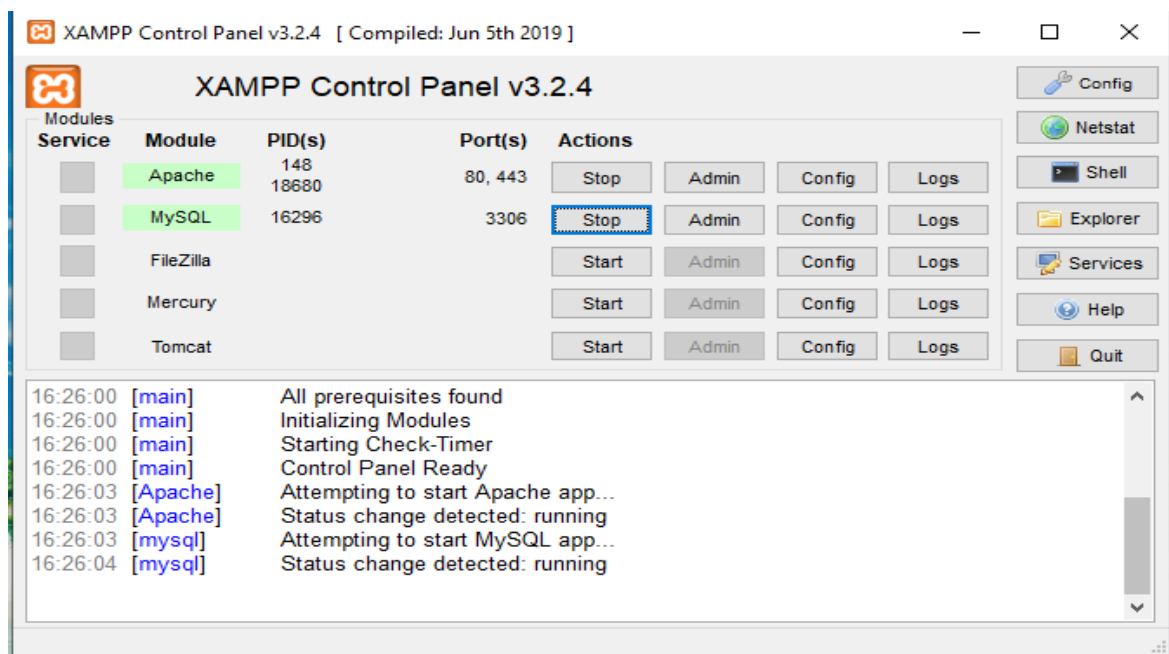 XAMPP Control Panel v3.2.4 [ Compiled: Jun 5th 2019 ]
XAMPP Control Panel v3.2.4
Config
Modules
Netstat
Service Module PID(s) Port(s) Actions
Apache 148 18680 80, 443 Stop Admin Config Logs
Shell
MySQL 16296 3306 Stop Admin Config Logs
Explorer
FileZilla Start Admin Config Logs
Services
Mercury Start Admin Config Logs
Help
Tomcat Start Admin Config Logs
Quit
16:26:00 [main] All prerequisites found
16:26:00 [main] Initializing Modules
16:26:00 [main] Starting Check-Timer
16:26:00 [main] Control Panel Ready
16:26:03 [Apache] Attempting to start Apache app...
16:26:03 [Apache] Status change detected: running
16:26:03 [mysql] Attempting to start MySQL app...
16:26:04 [mysql] Status change detected: running